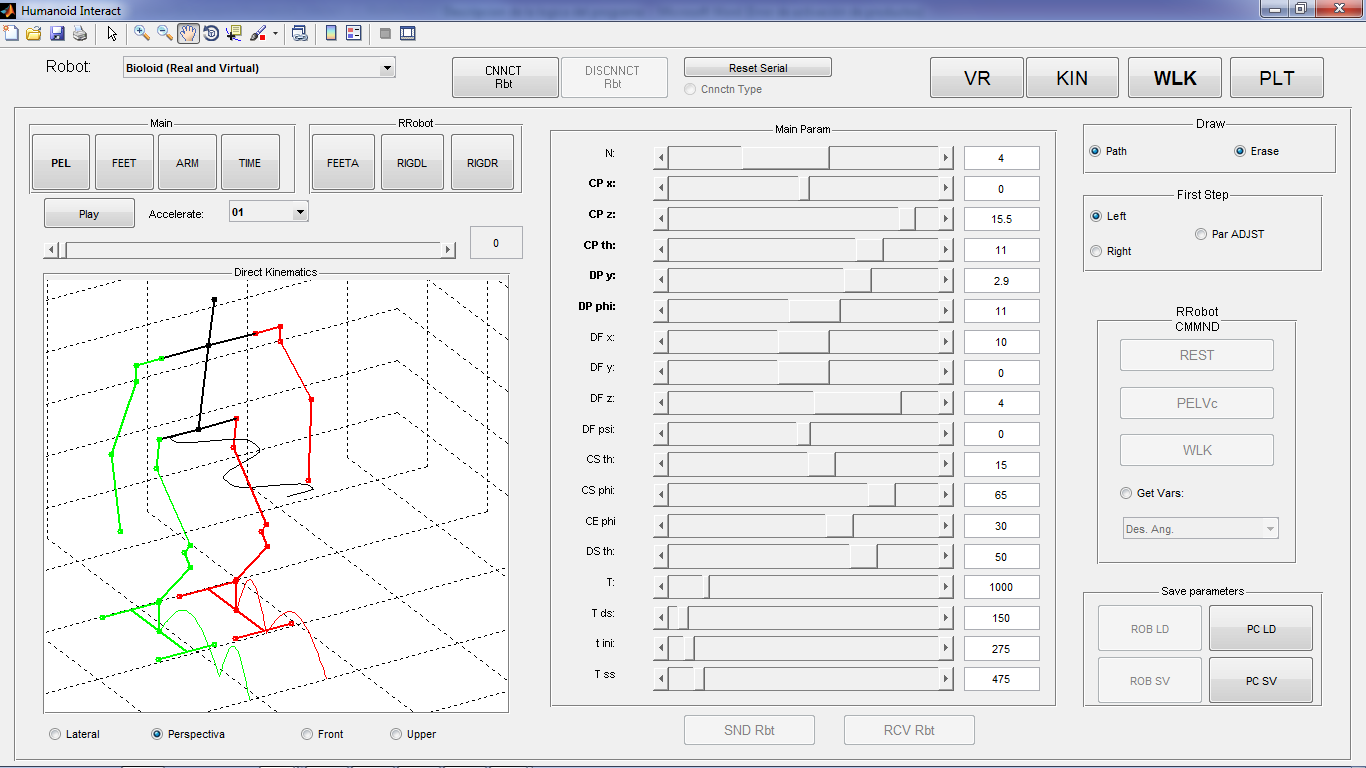 Humanoid Interact
Robot:
Bioloid (Real and Virtual)
CNNCT
Rbt
DISCNNCT
Rbt
Reset Serial
Cnnctn Type
VR
KIN
WLK
PLT
Main
PEL
FEET
ARM
TIME
RRobot
FEETA
RIGDL
RIGDR
Play
Accelerate:
01
0
Direct Kinematics
Lateral
Perspectiva
Front
Upper
Main Param
N:
4
CP x:
0
CP z:
15.5
CP th:
11
DP y:
2.9
DP phi:
11
DF x:
10
DF y:
0
DF z:
4
DF psi:
0
CS th:
15
CS phi:
65
CE phi
30
DS th:
50
T:
1000
T ds:
150
t ini:
275
T ss
475
SND Rbt
RCV Rbt
Draw
Path
Erase
First Step
Left
Par ADJST
Right
RRobot
CMMND
REST
PELVc
WLK
Get Vars:
Des. Ang.
Save parameters
ROB LD
PC LD
ROB SV
PC SV